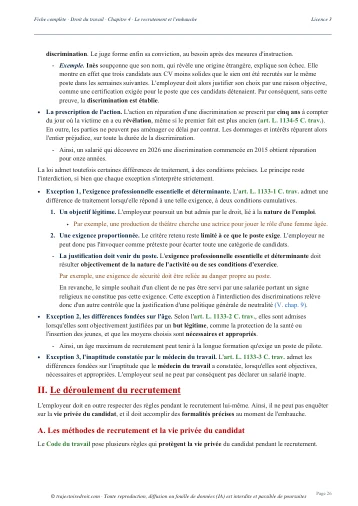 Fiche complète · Droit du travail · Chapitre 4 · Le recrutement et l'embauche
Licence 3
discrimination. Le juge forme enfin sa conviction, au besoin après des mesures d'instruction.
- Exemple. Inès soupçonne que son nom, qui révèle une origine étrangère, explique son échec. Elle
montre en effet que trois candidats aux CV moins solides que le sien ont été recrutés sur le même
poste dans les semaines suivantes. L'employeur doit alors justifier son choix par une raison objective,
comme une certification exigée pour le poste que ces candidats détenaient. Par conséquent, sans cette
preuve, la discrimination est établie.
• La prescription de l'action. L'action en réparation d'une discrimination se prescrit par cinq ans à compter
du jour où la victime en a eu révélation, même si le premier fait est plus ancien (art. L. 1134-5 C. trav.).
En outre, les parties ne peuvent pas aménager ce délai par contrat. Les dommages et intérêts réparent alors
l'entier préjudice, sur toute la durée de la discrimination.
- Ainsi, un salarié qui découvre en 2026 une discrimination commencée en 2015 obtient réparation
pour onze années.
La loi admet toutefois certaines différences de traitement, à des conditions précises. Le principe reste
l'interdiction, si bien que chaque exception s'interprète strictement.
• Exception 1, l'exigence professionnelle essentielle et déterminante. L'art. L. 1133-1 C. trav. admet une
différence de traitement lorsqu'elle répond à une telle exigence, à deux conditions cumulatives.
1. Un objectif légitime. L'employeur poursuit un but admis par le droit, lié à la nature de l'emploi.
• Par exemple, une production de théâtre cherche une actrice pour jouer le rôle d'une femme âgée.
2. Une exigence proportionnée. Le critère retenu reste limité à ce que le poste exige. L'employeur ne
peut donc pas l'invoquer comme prétexte pour écarter toute une catégorie de candidats.
- La justification doit venir du poste. L'exigence professionnelle essentielle et déterminante doit
résulter objectivement de la nature de l'activité ou de ses conditions d'exercice.
Par exemple, une exigence de sécurité doit être reliée au danger propre au poste.
En revanche, le simple souhait d'un client de ne pas être servi par une salariée portant un signe
religieux ne constitue pas cette exigence. Cette exception à l'interdiction des discriminations relève
donc d'un autre contrôle que la justification d'une politique générale de neutralité (V. chap. 9).
• Exception 2, les différences fondées sur l'âge. Selon l'art. L. 1133-2 C. trav., elles sont admises
lorsqu'elles sont objectivement justifiées par un but légitime, comme la protection de la santé ou
l'insertion des jeunes, et que les moyens choisis sont nécessaires et appropriés.
- Ainsi, un âge maximum de recrutement peut tenir à la longue formation qu'exige un poste de pilote.
• Exception 3, l'inaptitude constatée par le médecin du travail. L'art. L. 1133-3 C. trav. admet les
différences fondées sur l'inaptitude que le médecin du travail a constatée, lorsqu'elles sont objectives,
nécessaires et appropriées. L'employeur seul ne peut par conséquent pas déclarer un salarié inapte.
II. Le déroulement du recrutement
L'employeur doit en outre respecter des règles pendant le recrutement lui-même. Ainsi, il ne peut pas enquêter
sur la vie privée du candidat, et il doit accomplir des formalités précises au moment de l'embauche.
A. Les méthodes de recrutement et la vie privée du candidat
Le Code du travail pose plusieurs règles qui protègent la vie privée du candidat pendant le recrutement.